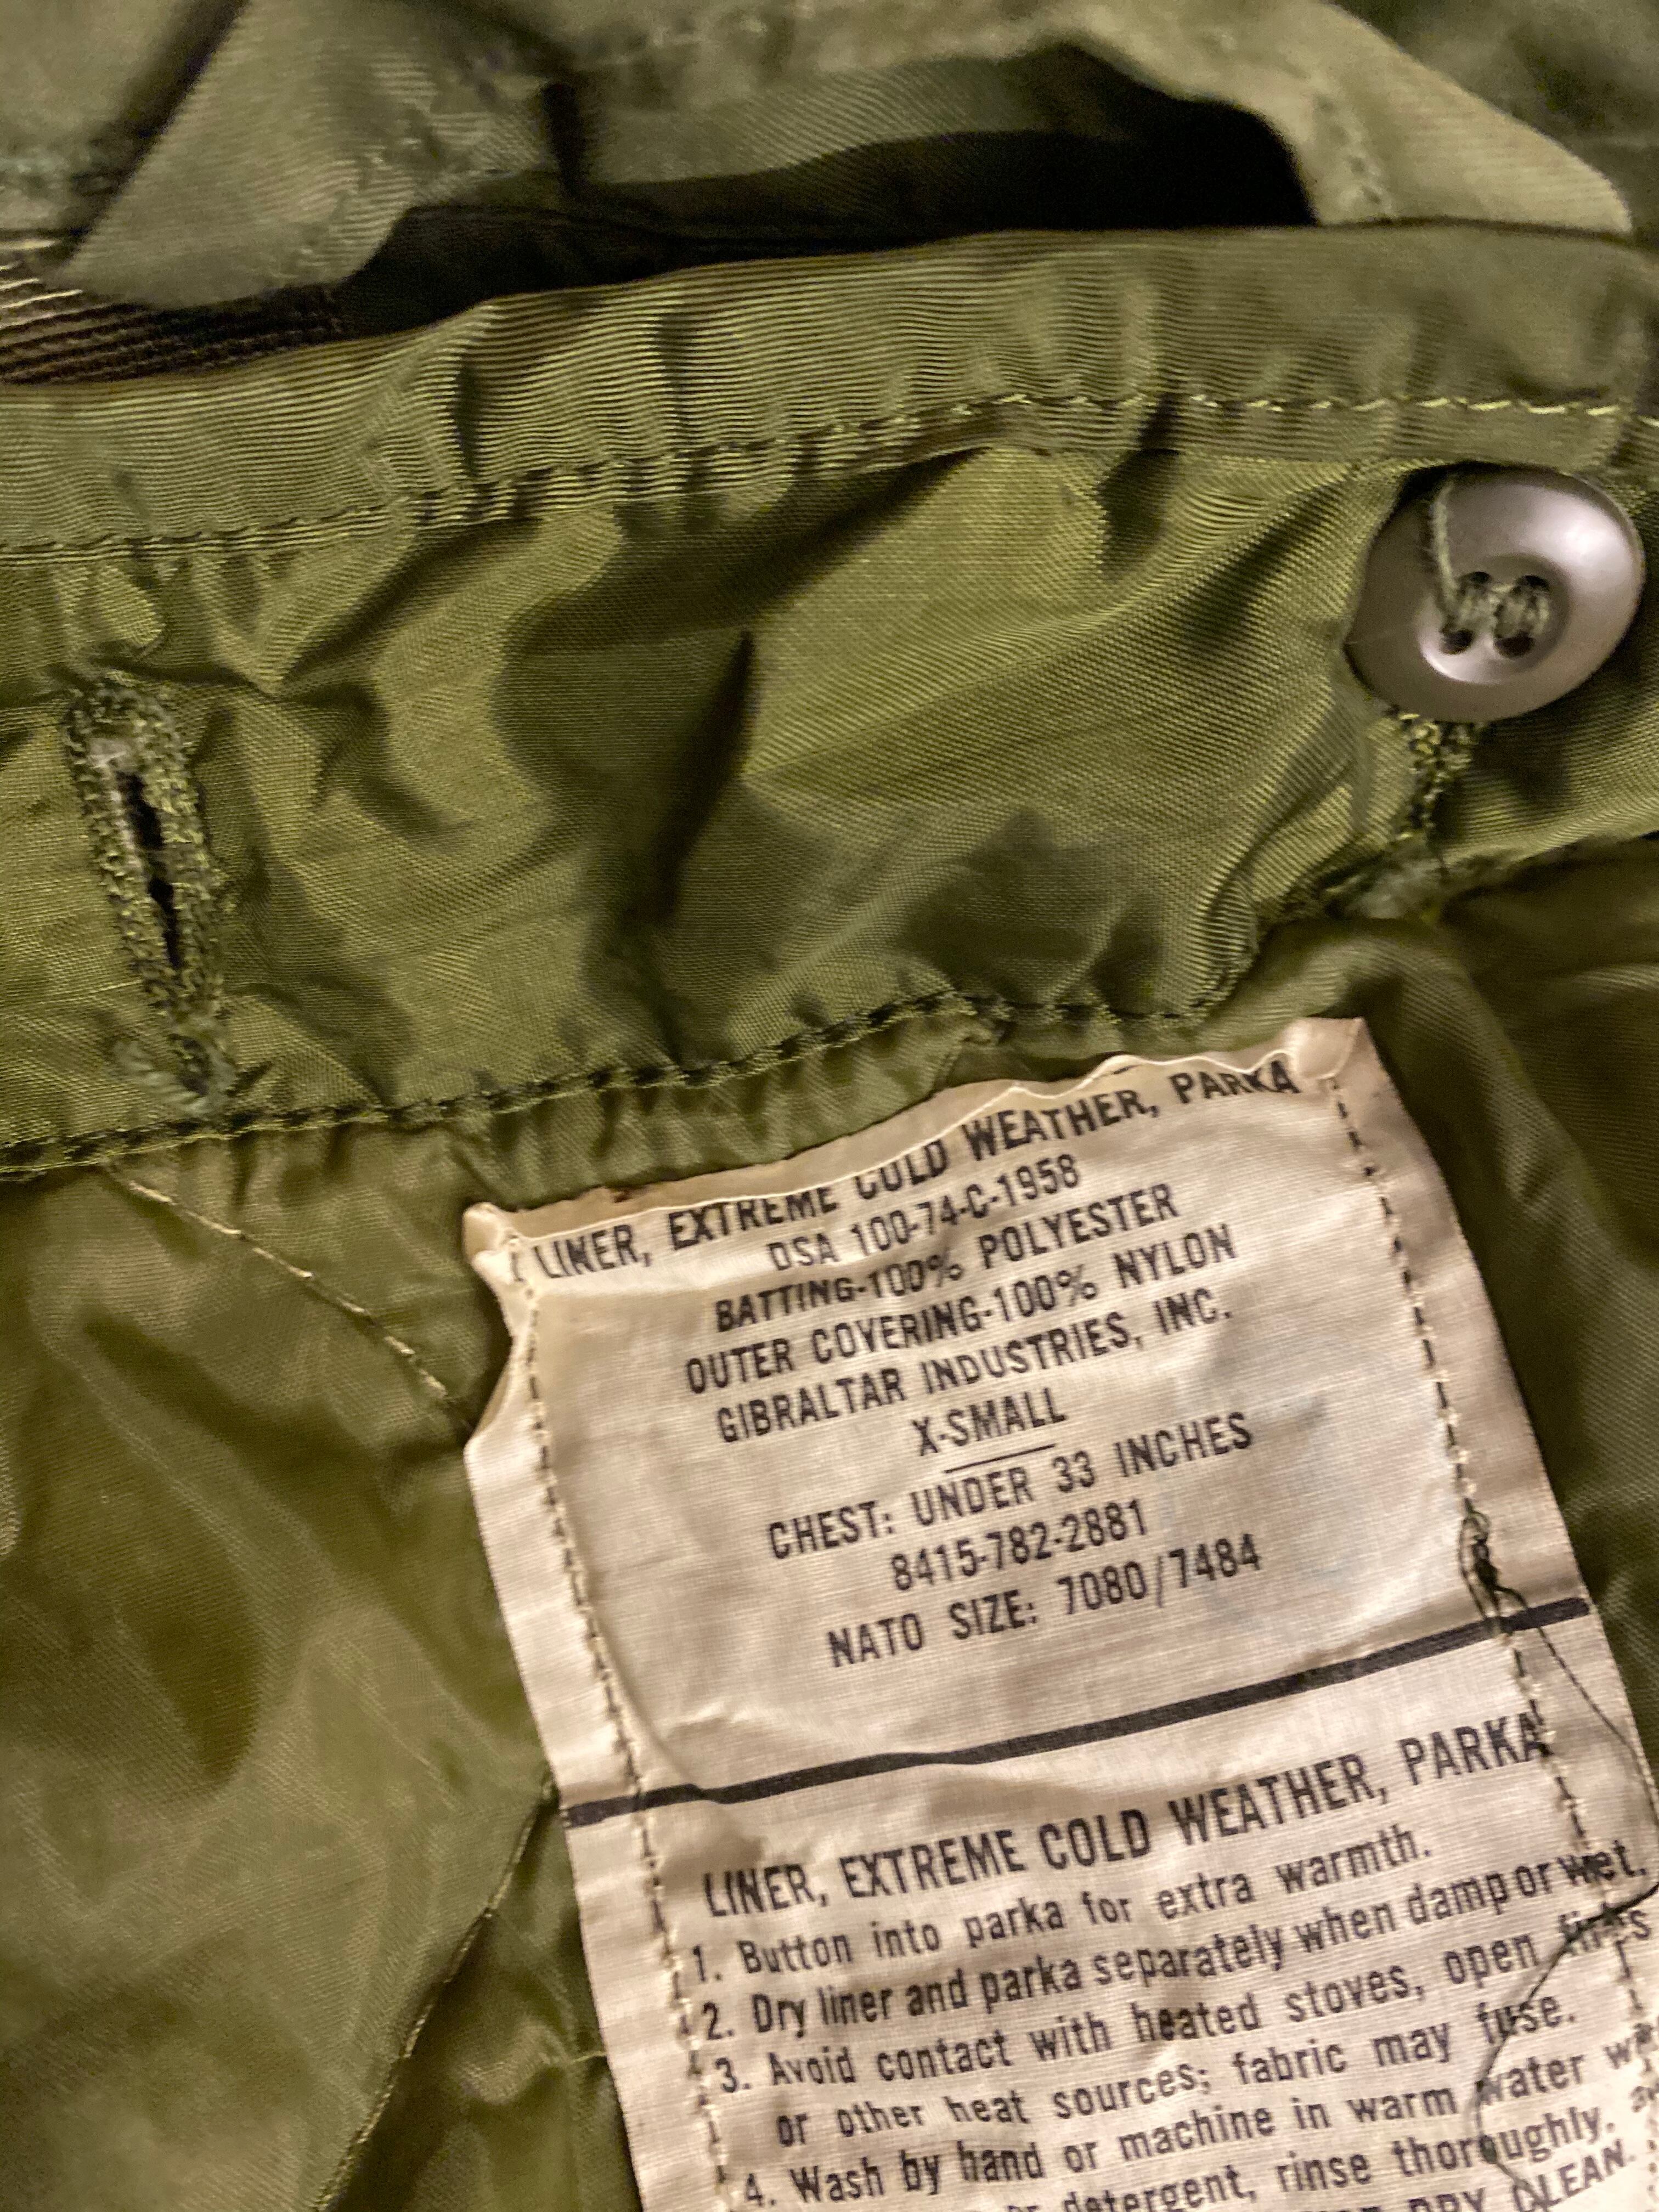 LINER, EXTREME COLD WEATHER, PARKA
DSA 100-74-C-1958
BATTING-100% POLYESTER
OUTER COVERING-100% NYLON
GIBRALTAR INDUSTRIES, INC.
X-SMALL
CHEST: UNDER 33 INCHES
8415-782-2881
NATO SIZE: 7080/7484
LINER, EXTREME COLD WEATHER, PARKA
1. Button into parka for extra warmth.
2. Dry liner and parka separately when damp or wet.
3. Avoid contact with heated stoves, open fires
or other heat sources; fabric may fuse.
4. Wash by hand or machine in warm water
or detergent, rinse thoroughly.
DRY CLEAN.